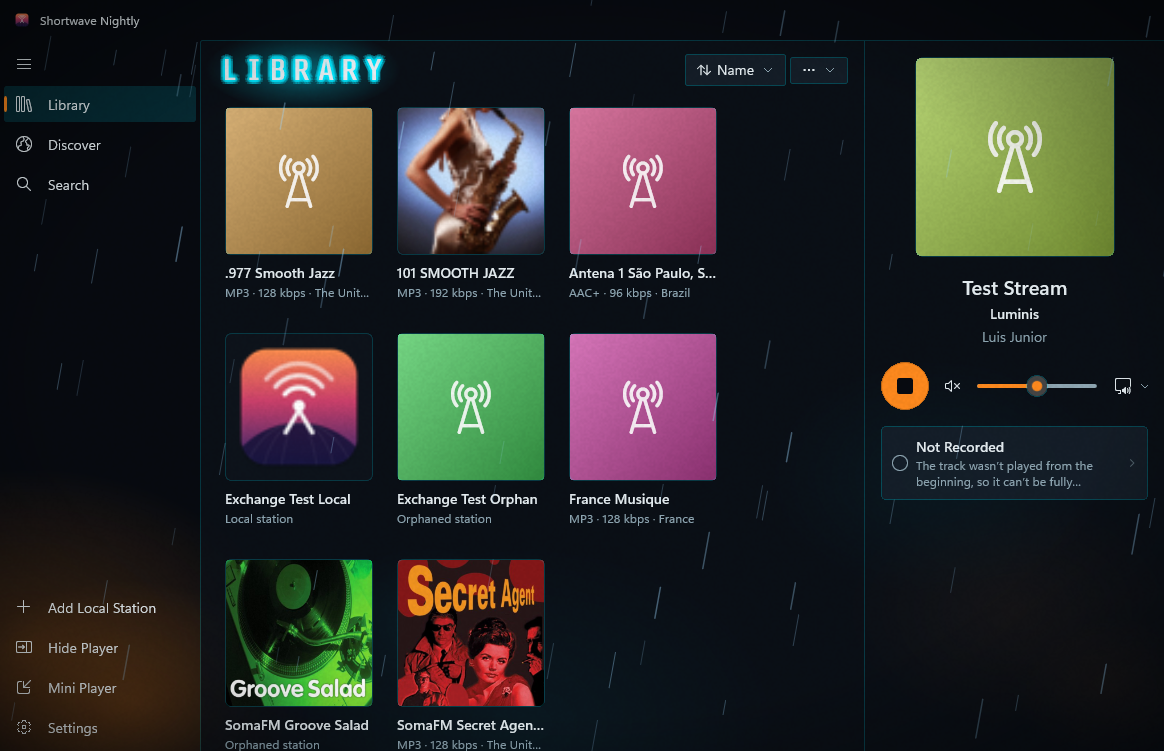 Shortwave Nightly
Library
Discover
Search
Add Local Station
Hide Player
Mini Player
Settings
LIBRARY
Name
.977 Smooth Jazz
MP3 · 128 kbps · The Unit...
101 SMOOTH JAZZ
MP3 · 192 kbps · The Unit...
Antena 1 São Paulo, S...
AAC+ · 96 kbps · Brazil
Exchange Test Local
Local station
Exchange Test Orphan
Orphaned station
France Musique
MP3 · 128 kbps · France
Groove Salad
SomaFM Groove Salad
Orphaned station
Secret Agent
SomaFM Secret Agen...
MP3 · 128 kbps · The Unit...
Test Stream
Luminis
Luis Junior
Not Recorded
The track wasn't played from the
beginning, so it can't be fully...